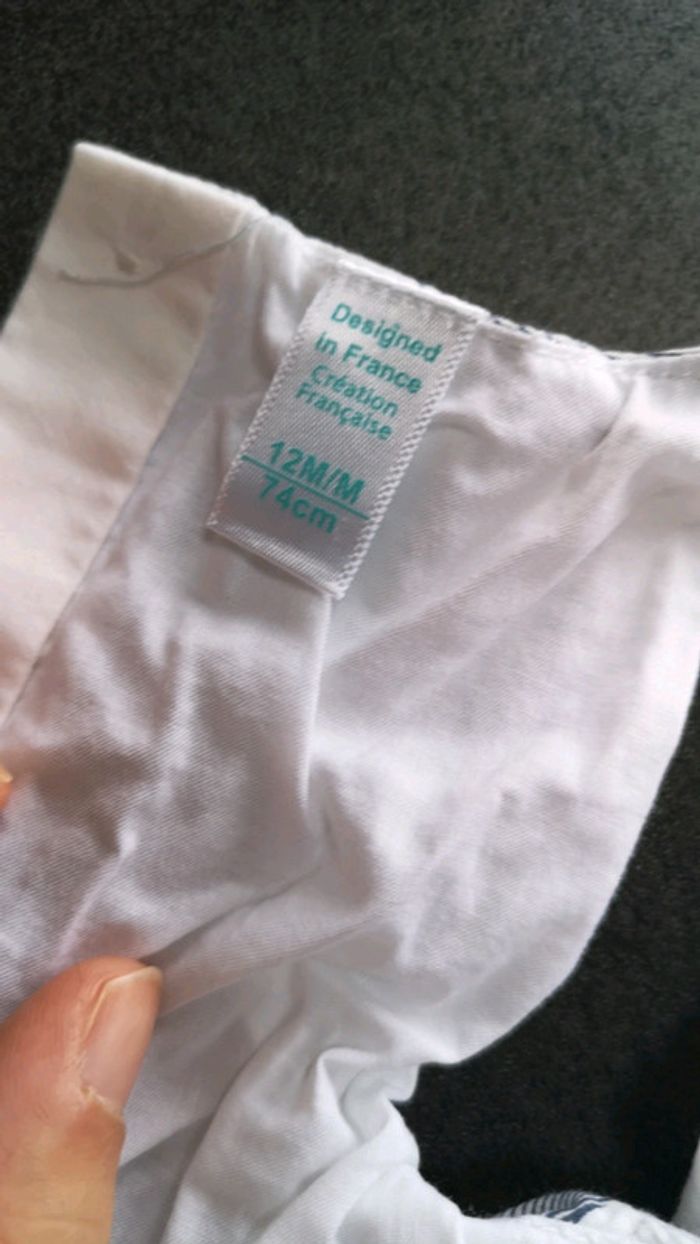 Designed
in France
Création
Française
12M/M
74cm